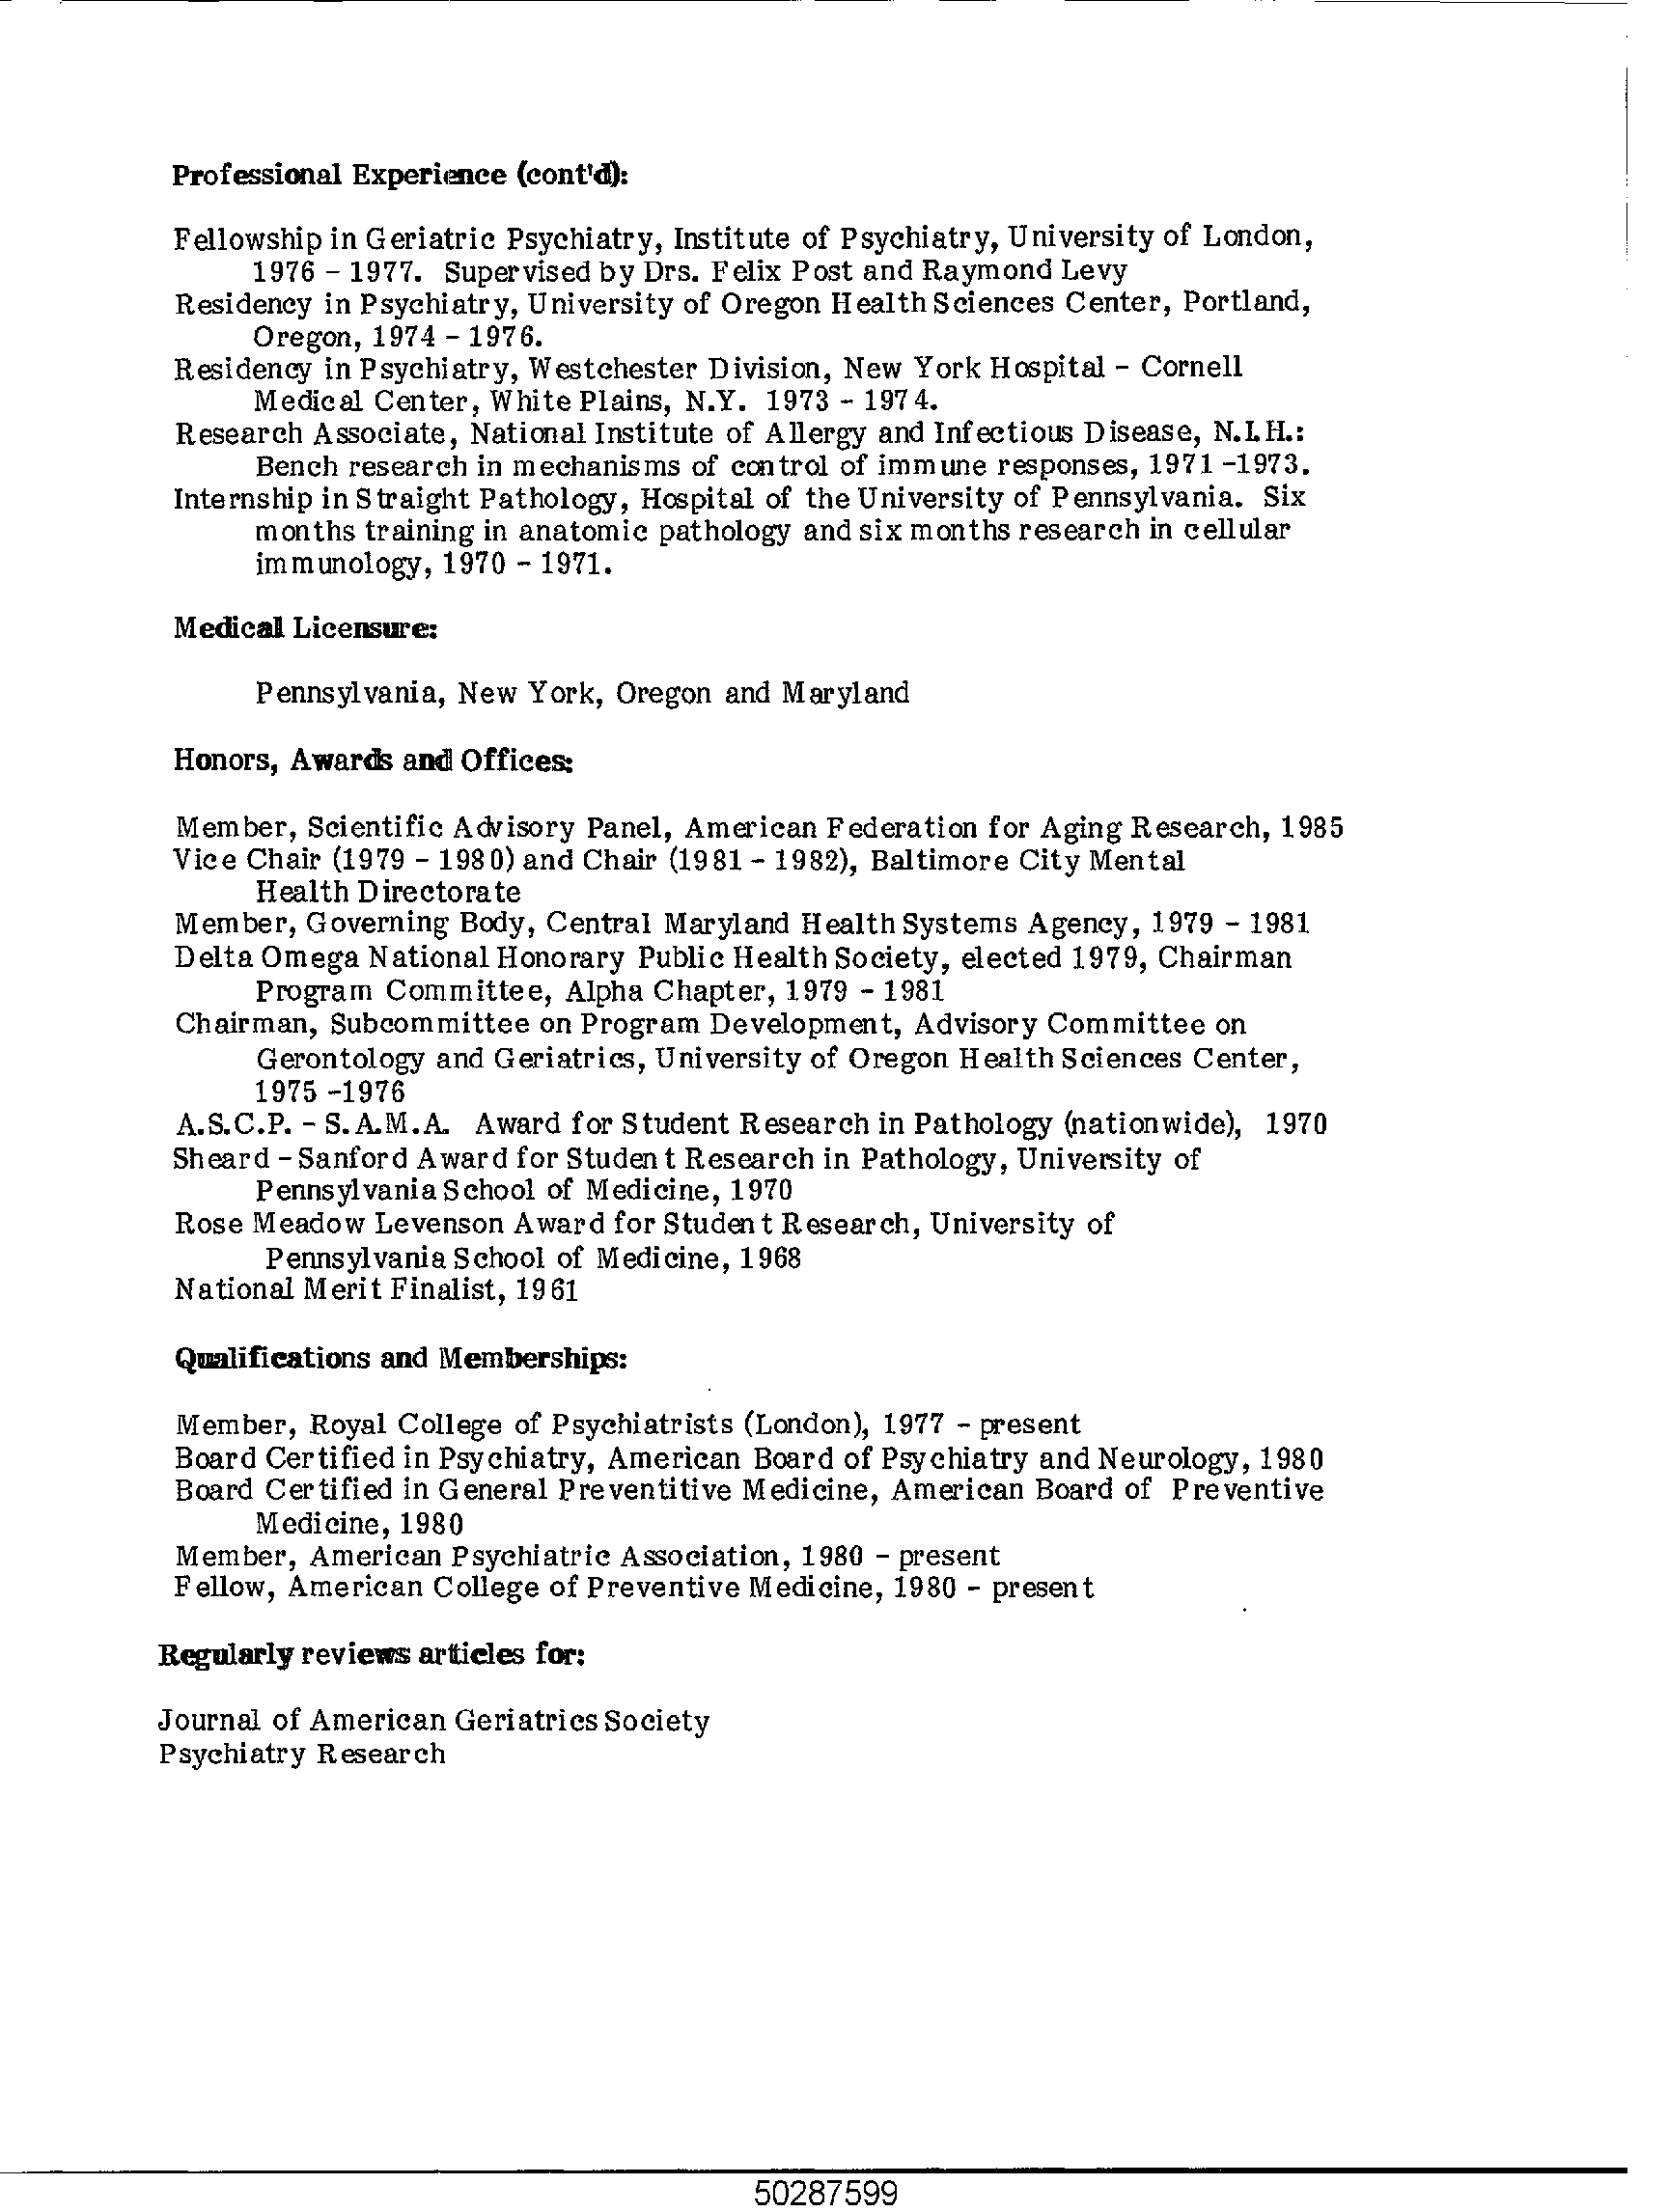 Professional Experience (cont'd):
Fellowship in Geriatric Psychiatry, Institute of Psychiatry, University of London,
1976 - 1977. Supervised by Drs. Felix Post and Raymond Levy
Residency in Psychiatry, University of Oregon Health Sciences Center, Portland,
Oregon, 1974 - 1976.
Residency in Psychiatry, Westchester Division, New York Hospital - Cornell
Medical Center, White Plains, N.Y. 1973 - 1974.
Research Associate, National Institute of Allergy and Infectious Disease, N.I.H.:
Bench research in mechanisms of control of immune responses, 1971 -1973.
Internship in Straight Pathology, Hospital of the University of Pennsylvania. Six
months training in anatomic pathology and six months research in cellular
immunology, 1970 - 1971.
Medical Licensure:
Pennsylvania, New York, Oregon and Maryland
Honors, Awards and Offices:
Member, Scientific Advisory Panel, American Federation for Aging Research, 1985
Vice Chair (1979 - 1980) and Chair (1981 - 1982), Baltimore City Mental
Health Directorate
Member, Governing Body, Central Maryland Health Systems Agency, 1979 - 1981
Delta Omega National Honorary Public Health Society, elected 1979, Chairman
Program Committee, Alpha Chapter, 1979 - 1981
Chairman, Subcommittee on Program Development, Advisory Committee on
Gerontology and Geriatrics, University of Oregon Health Sciences Center,
1975 -1976
A.S.C.P. - S.A.M.A. Award for Student Research in Pathology (nationwide), 1970
Sheard - Sanford Award for Student Research in Pathology, University of
Pennsylvania School of Medicine, 1970
Rose Meadow Levenson Award for Student Research, University of
Pennsylvania School of Medicine, 1968
National Merit Finalist, 1961
Qualifications and Memberships:
Member, Royal College of Psychiatrists (London), 1977 - present
Board Certified in Psychiatry, American Board of Psychiatry and Neurology, 1980
Board Certified in General Preventitive Medicine, American Board of Preventive
Medicine, 1980
Member, American Psychiatric Association, 1980 - present
Fellow, American College of Preventive Medicine, 1980 - present
Regularly reviews articles for:
Journal of American Geriatrics Society
Psychiatry Research
50287599